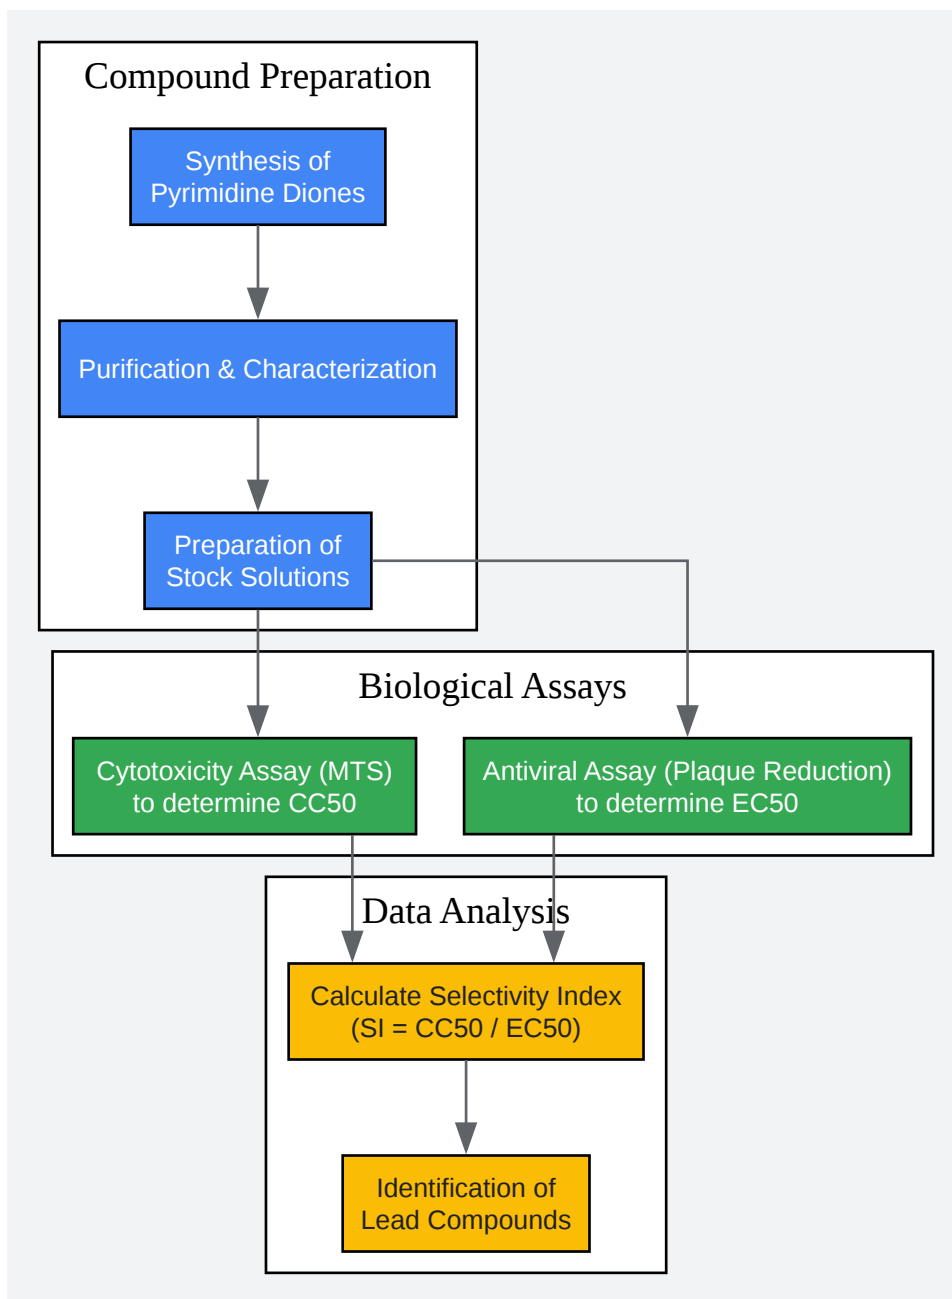 Compound Preparation
Synthesis of
Pyrimidine Diones
Purification & Characterization
Preparation of
Stock Solutions
Biological Assays
Cytotoxicity Assay (MTS)
to determine CC50
Antiviral Assay (Plaque Reduction)
to determine EC50
Data Analysis
Calculate Selectivity Index
(SI = CC50 / EC50)
Identification of
Lead Compounds